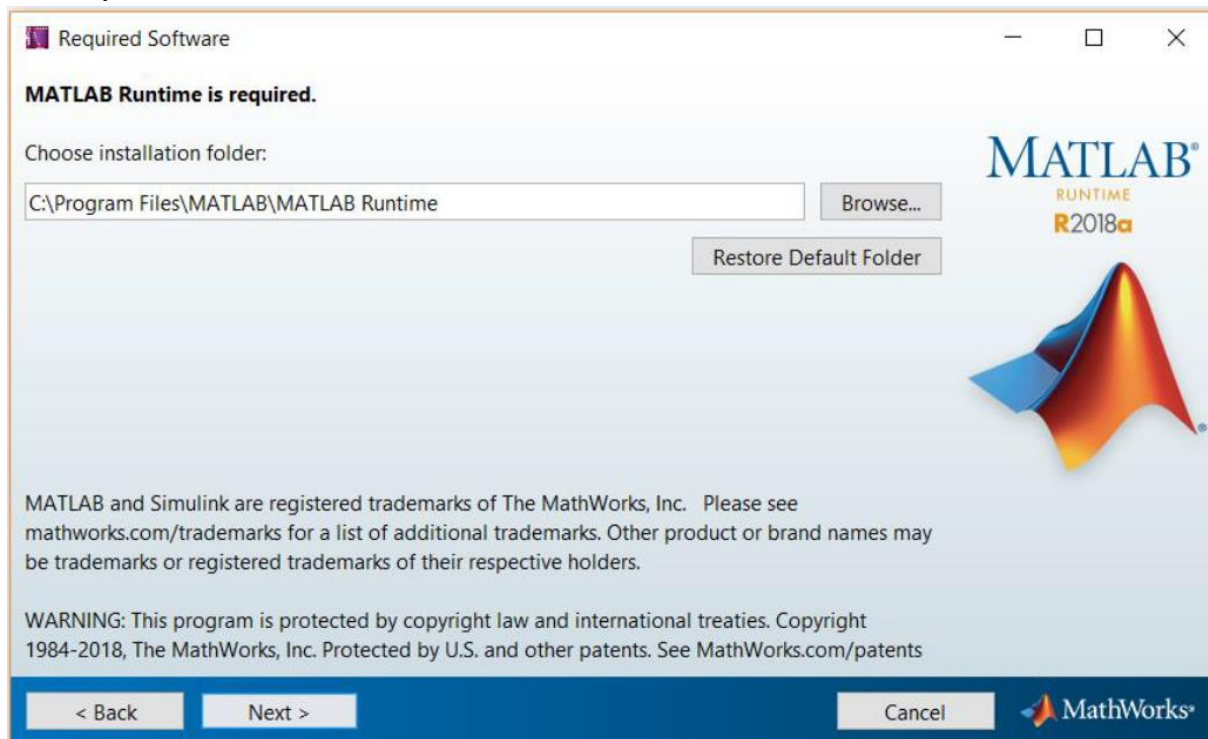 Required Software
MATLAB Runtime is required.
Choose installation folder:
C:\Program Files\MATLAB\MATLAB Runtime
Browse...
Restore Default Folder
MATLAB®
RUNTIME
R2018a
MATLAB and Simulink are registered trademarks of The MathWorks, Inc. Please see
mathworks.com/trademarks for a list of additional trademarks. Other product or brand names may
be trademarks or registered trademarks of their respective holders.
WARNING: This program is protected by copyright law and international treaties. Copyright
1984-2018, The MathWorks, Inc. Protected by U.S. and other patents. See MathWorks.com/patents
< Back
Next >
Cancel
MathWorks®